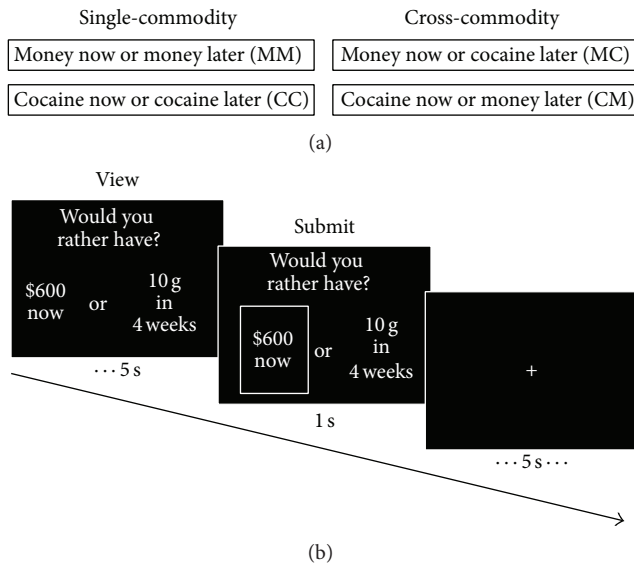 Single-commodity
Cross-commodity
Money now or money later (MM)
Money now or cocaine later (MC)
Cocaine now or cocaine later (CC)
Cocaine now or money later (CM)
(a)
View
Would you
rather have?
$600
now
or
10 g
in
4 weeks
· · · 5 s
Submit
Would you
rather have?
$600
now
or
10 g
in
4 weeks
1 s
+
· · · 5 s · · ·
(b)